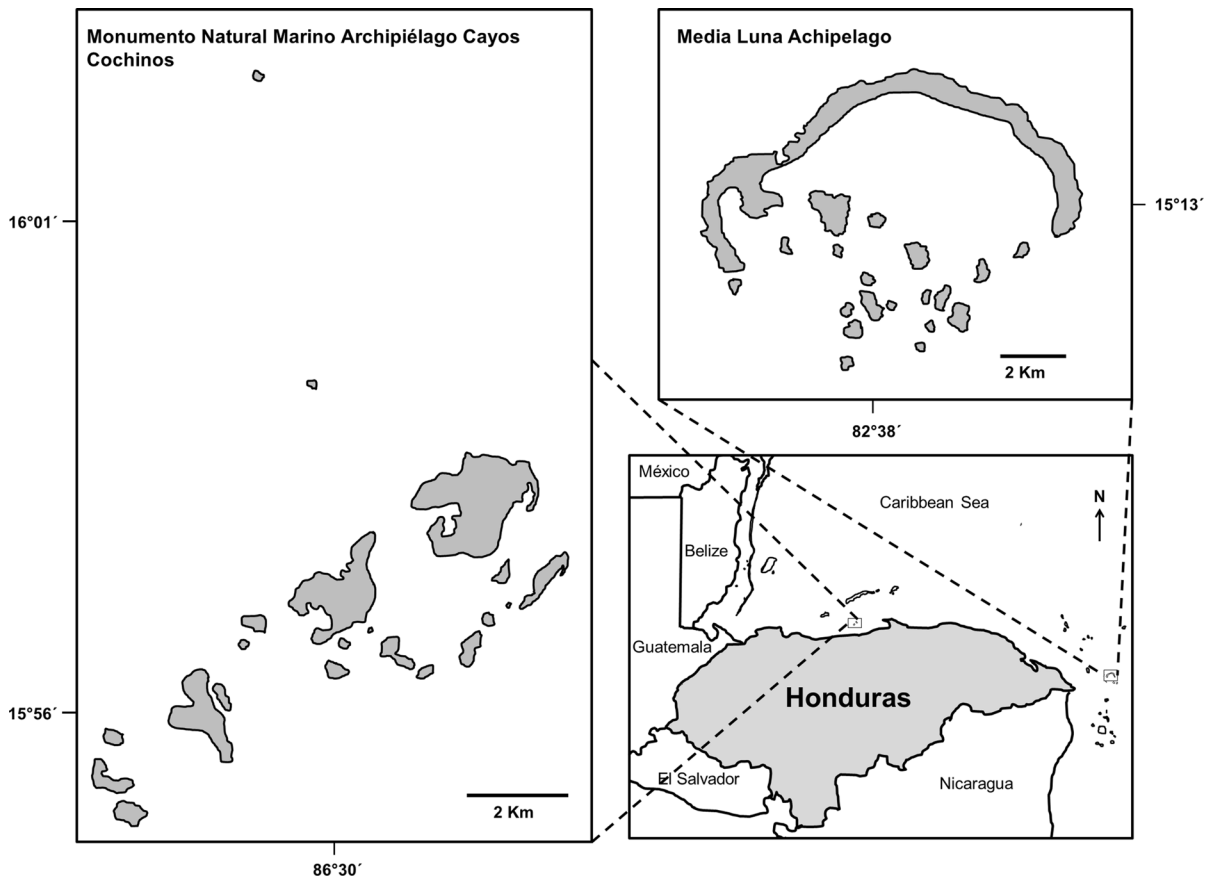 Monumento Natural Marino Archipiélago Cayos
Cochinos
16°01´
15°56´
2 Km
86°30´
Media Luna Achipelago
15°13´
2 Km
82°38´
México
Caribbean Sea
N
Belize
Guatemala
Honduras
El Salvador
Nicaragua